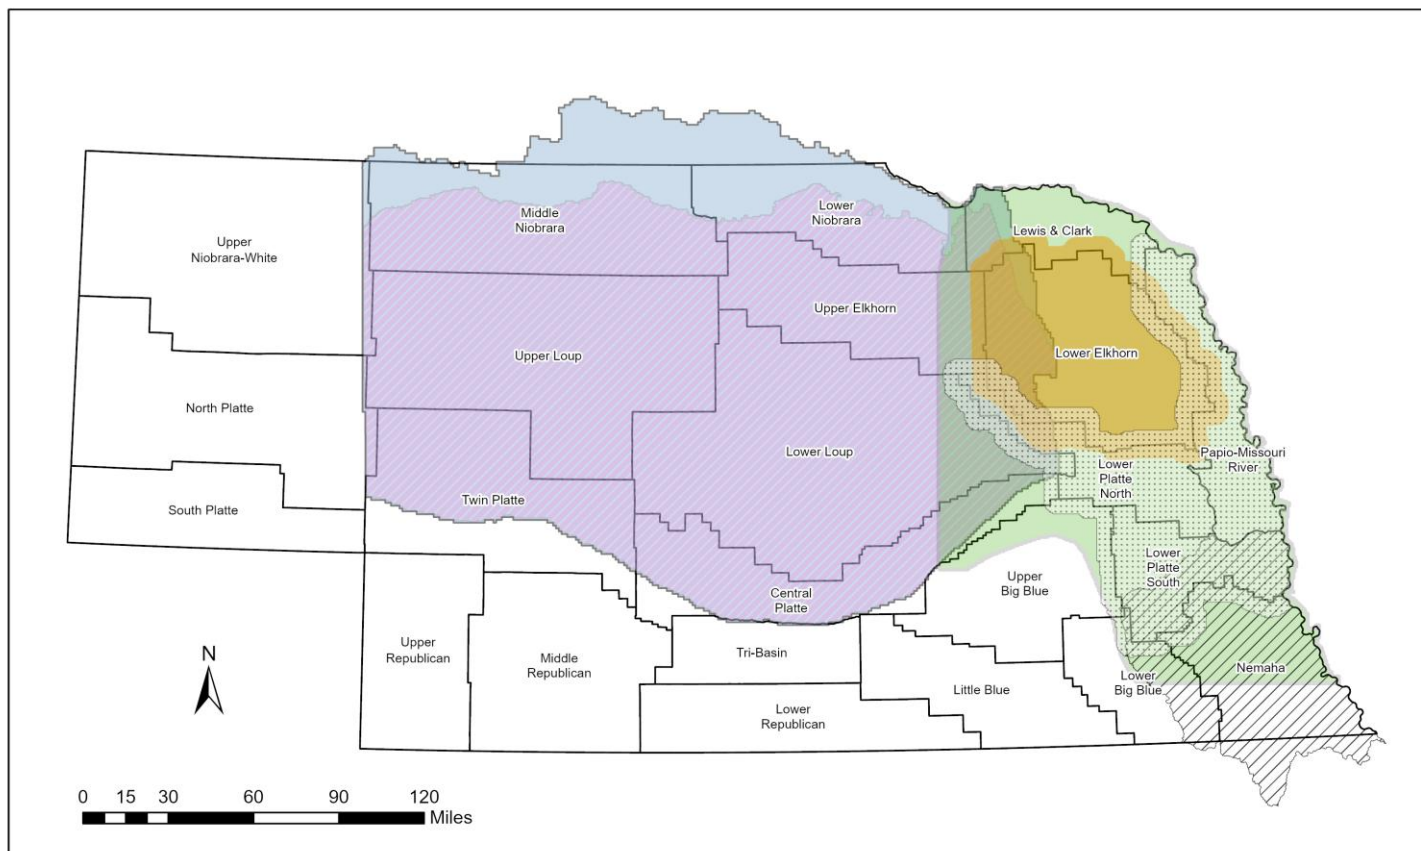 Middle
Niobrara
Lower
Niobrara
Lewis & Clark
Upper
Niobrara-White
Upper Elkhorn
Upper Loup
Lower Elkhorn
North Platte
Lower Loup
Papio-Missouri
River
Lower
Platte
North
Twin Platte
South Platte
Lower
Platte
South
Upper
Big Blue
Central
Platte
Upper
Republican
Middle
Republican
Tri-Basin
Nemaha
Little Blue
Lower
Big Blue
Lower
Republican
N
0 15 30 60 90 120
Miles